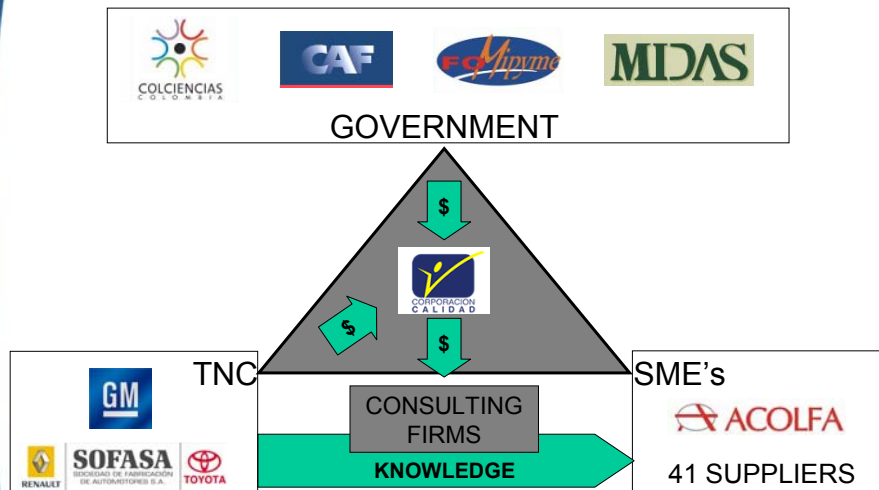 COLCIENCIAS
COLOMBIA
CAF
FOMipyme
MIDAS
GOVERNMENT
$
CORPORACION
CALIDAD
$
$
TNC
SME's
GM
RENAULT
SOFASA
SOCIEDAD DE FABRICACIÓN
DE AUTOMOTORES S.A.
TOYOTA
CONSULTING
FIRMS
KNOWLEDGE
ACOLFA
41 SUPPLIERS